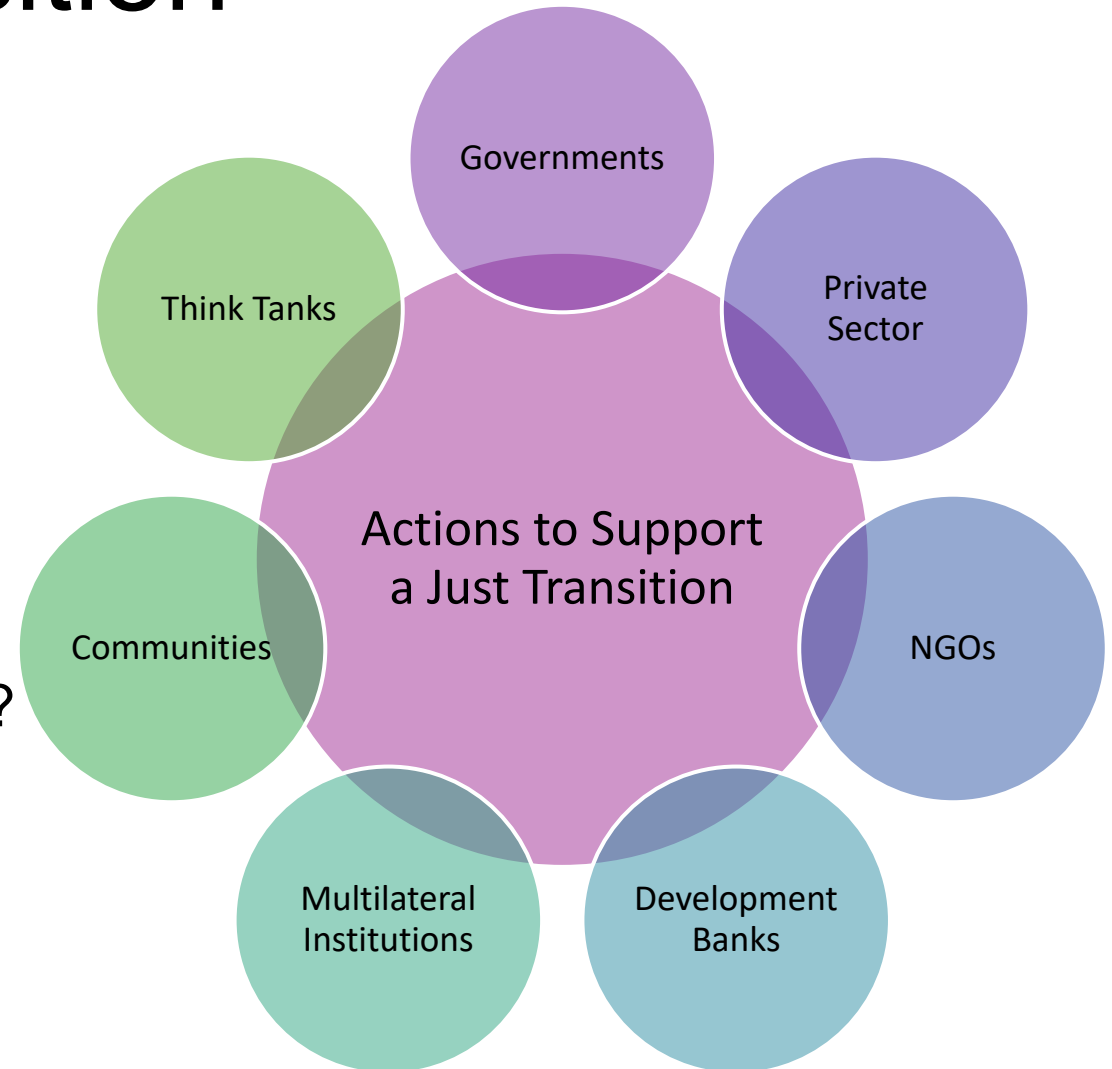 Governments
Private
Sector
Think Tanks
Actions to Support
a Just Transition
Communities
NGOs
?
Multilateral
Institutions
Development
Banks